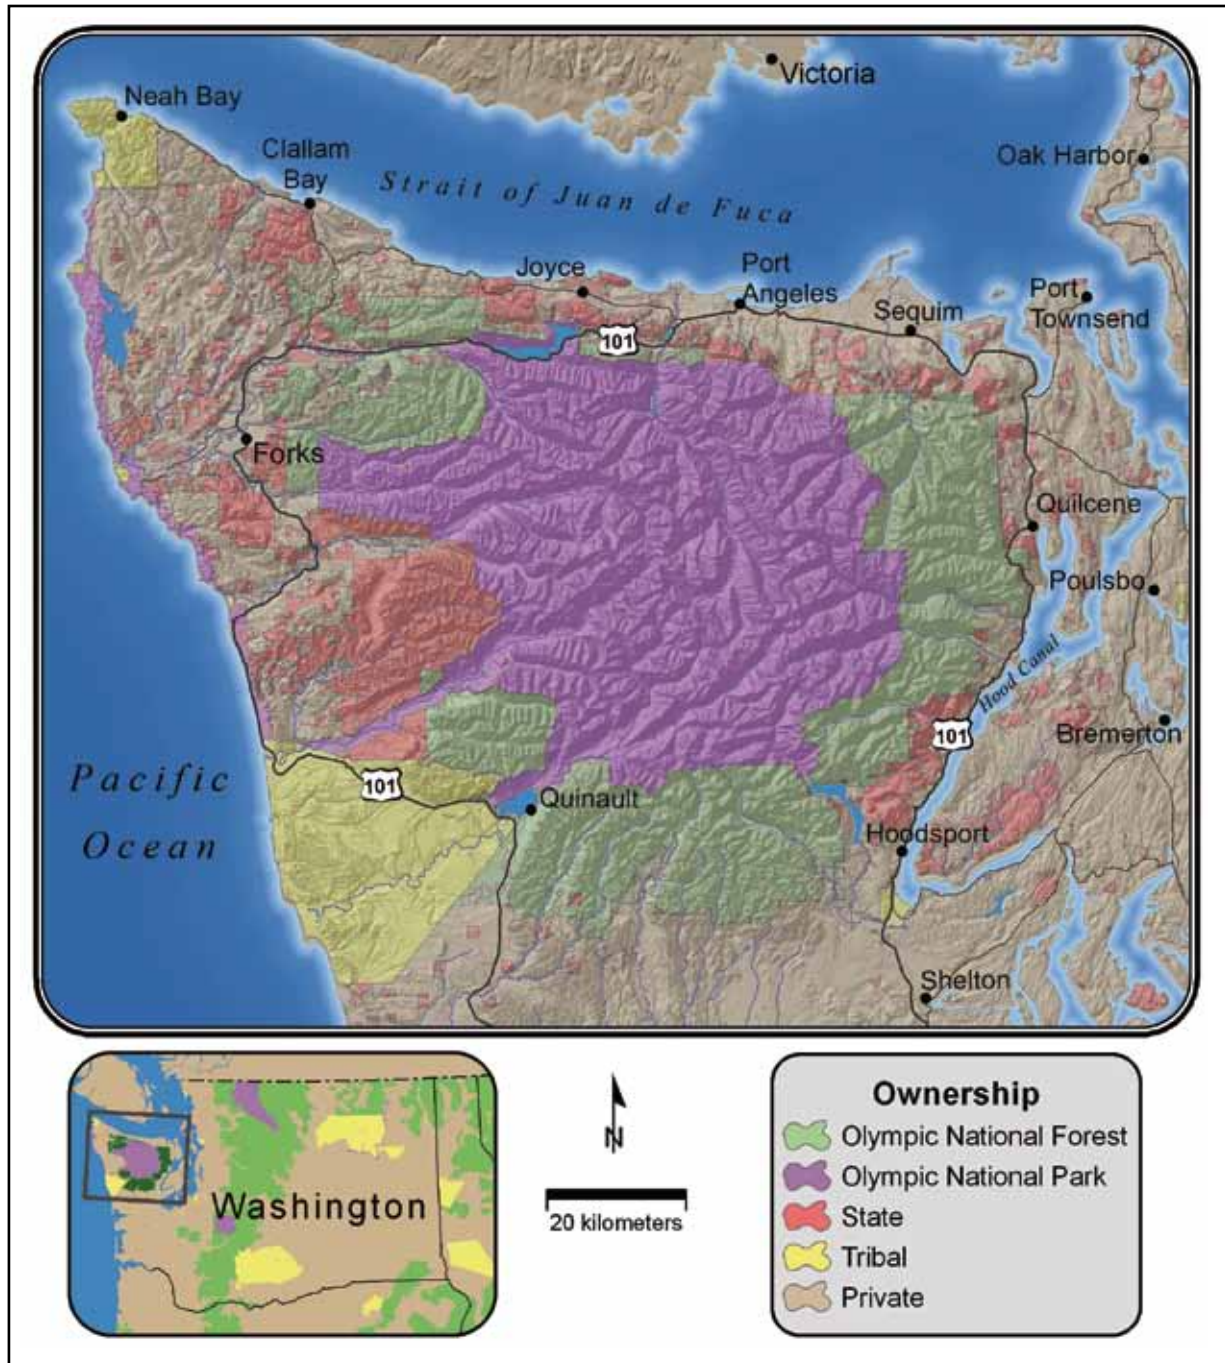 Victoria
Neah Bay
Oak Harbor
Clallam
Bay
Strait of Juan de Fuca
Joyce
Port
Angeles
Sequim
Port
Townsend
101
Forks
Quilcene
Poulsbo
Hood Canal
101
Bremerton
Pacific
Ocean
101
Quinault
Hoodsport
Shelton
Washington
N
20 kilometers
Ownership
Olympic National Forest
Olympic National Park
State
Tribal
Private